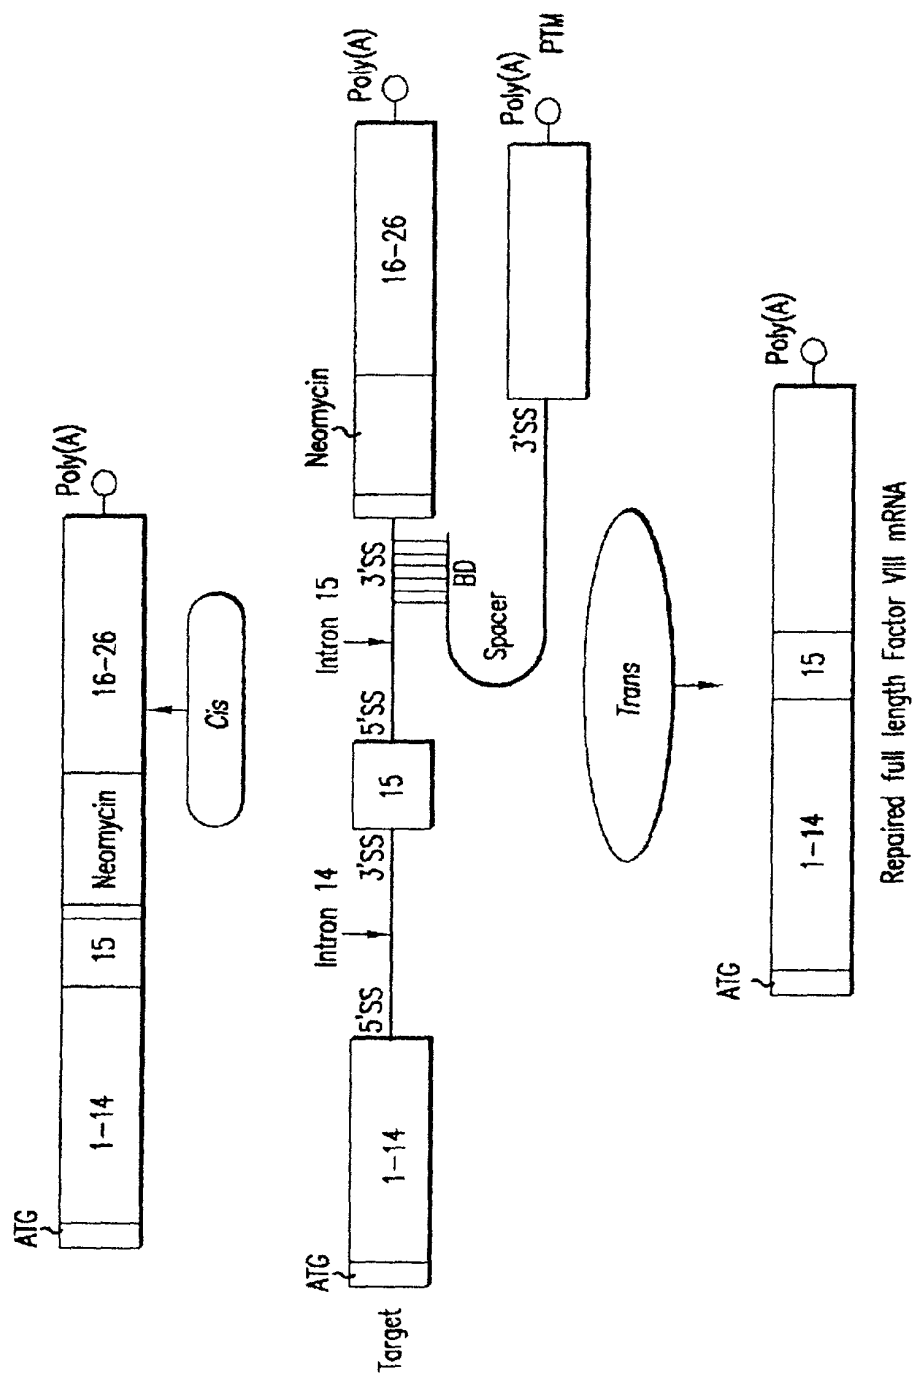 ATG
1-14
15
Neomycin
16-26
Poly(A)
Cis
Target
ATG
1-14
5'SS
Intron 14
3'SS
15
5'SS
Intron 15
3'SS
BD
Neomycin
16-26
Poly(A)
Spacer
3'SS
Poly(A)
PTM
Trans
ATG
1-14
15
Poly(A)
Repaired full length Factor VIII mRNA